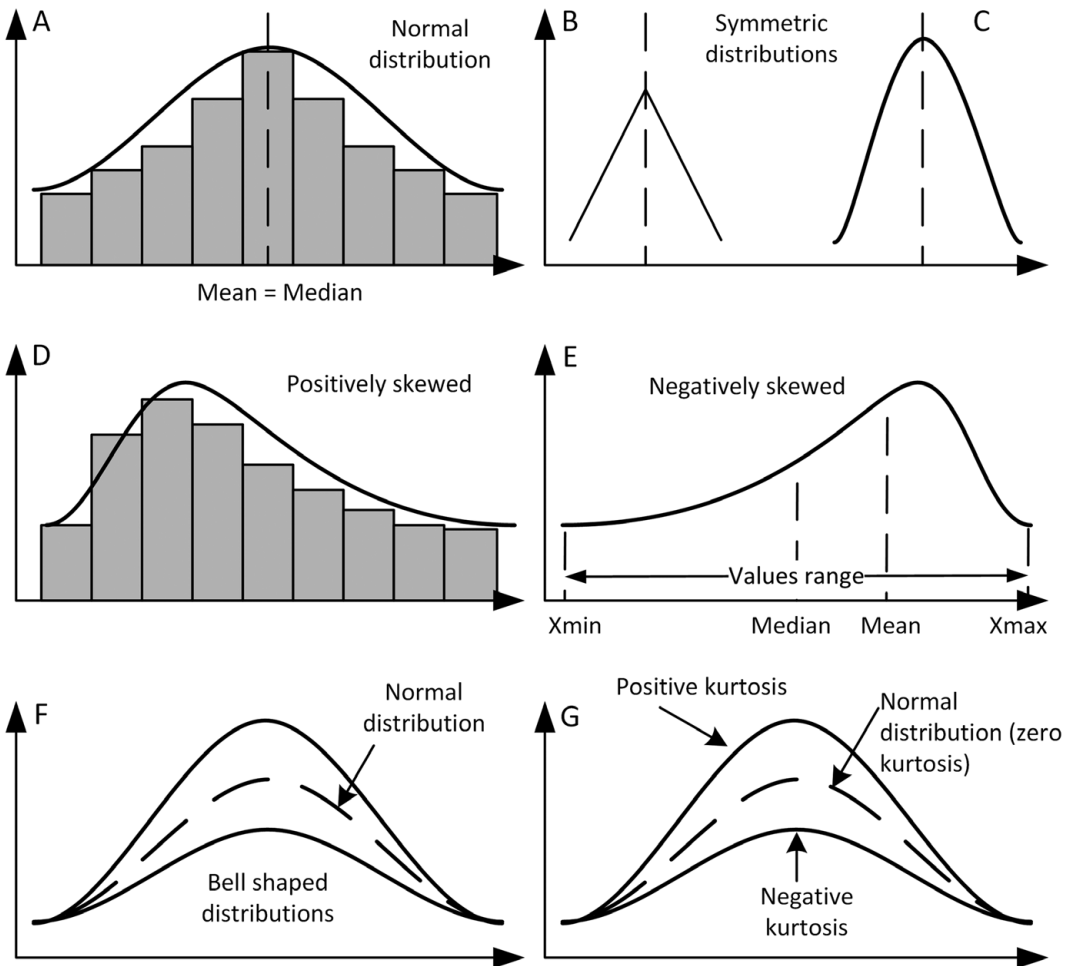 A
Normal
distribution
Mean = Median
B
Symmetric
distributions
C
D
Positively skewed
E
Negatively skewed
Values range
Xmin
Median
Mean
Xmax
F
Normal
distribution
Bell shaped
distributions
G
Positive kurtosis
Normal
distribution (zero
kurtosis)
Negative
kurtosis